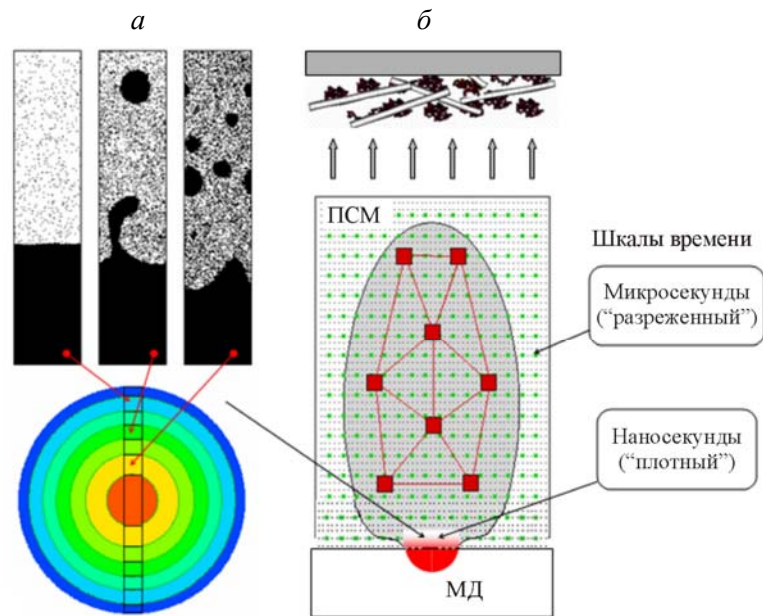 а
б
ПСМ
Шкалы времени
Микросекунды
(“разреженный”)
Наносекунды
(“плотный”)
МД